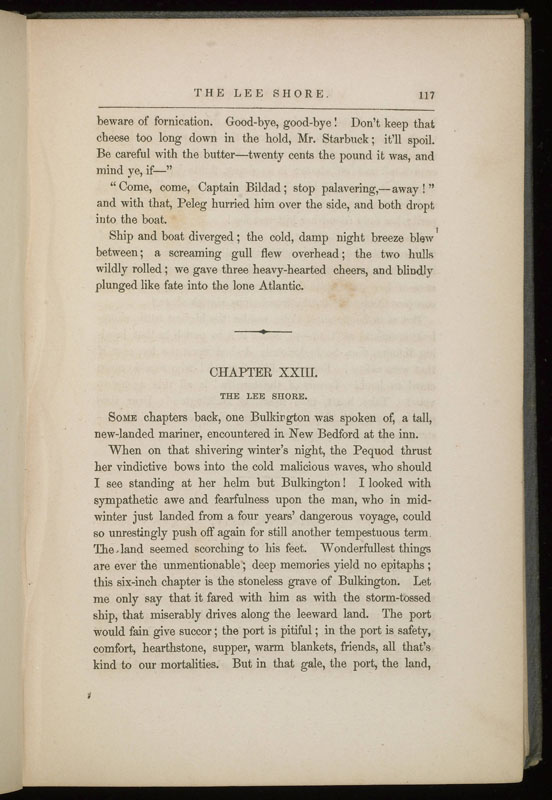 THE LEE SHORE. 117
beware of fornication. Good-bye, good-bye! Don't keep that
cheese too long down in the hold, Mr. Starbuck; it'll spoil.
Be careful with the butter—twenty cents the pound it was, and
mind ye, if—"
"Come, come, Captain Bildad; stop palavering,—away!"
and with that, Peleg hurried him over the side, and both dropt
into the boat.
Ship and boat diverged; the cold, damp night breeze blew
between; a screaming gull flew overhead; the two hulls
wildly rolled; we gave three heavy-hearted cheers, and blindly
plunged like fate into the lone Atlantic.
CHAPTER XXIII.
THE LEE SHORE.
SOME chapters back, one Bulkington was spoken of, a tall,
new-landed mariner, encountered in New Bedford at the inn.
When on that shivering winter's night, the Pequod thrust
her vindictive bows into the cold malicious waves, who should
I see standing at her helm but Bulkington! I looked with
sympathetic awe and fearfulness upon the man, who in mid-
winter just landed from a four years' dangerous voyage, could
so unrestingly push off again for still another tempestuous term
The land seemed scorching to his feet. Wonderfullest things
are ever the unmentionable; deep memories yield no epitaphs;
this six-inch chapter is the stoneless grave of Bulkington. Let
me only say that it fared with him as with the storm-tossed
ship, that miserably drives along the leeward land. The port
would fain give succor; the port is pitiful; in the port is safety,
comfort, hearthstone, supper, warm blankets, friends, all that's
kind to our mortalities. But in that gale, the port, the land,